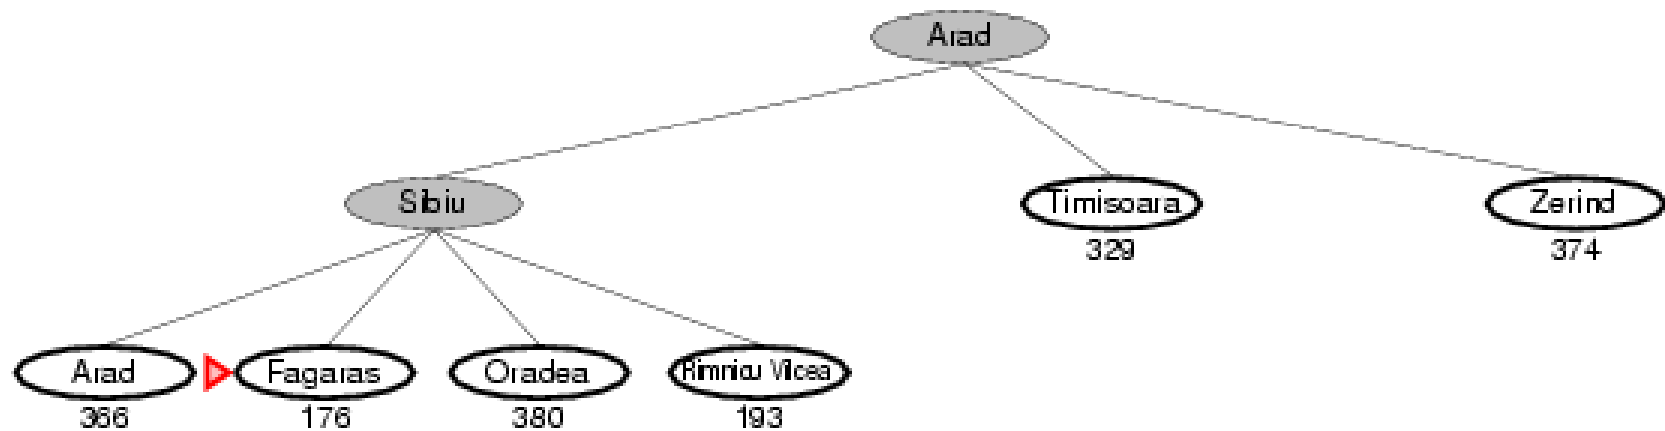 Arad
Sibiu
Timisoara
Zerind
329
374
Arad
Fagaras
Oradea
Rimnicu Vilcea
366
176
380
193